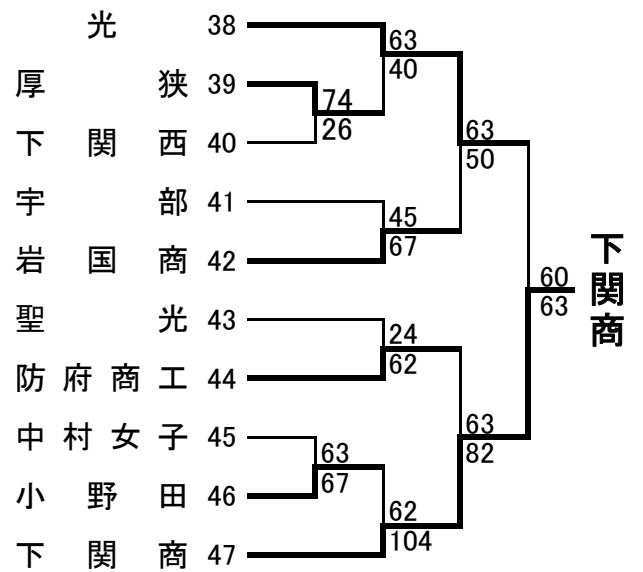 光 38
厚狭 39
下関西 40
宇部 41
岩国商 42
聖光 43
防府商工 44
中村女子 45
小野田 46
下関商 47
74
26
63
67
63
40
45
67
24
62
62
104
63
50
63
82
60
63
下関商